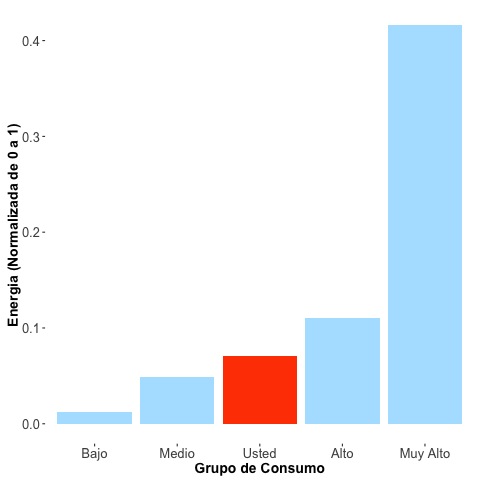 Energia (Normalizada de 0 a 1)
0.4
0.3
0.2
0.1
0.0
Bajo Medio Usted Alto Muy Alto
Grupo de Consumo